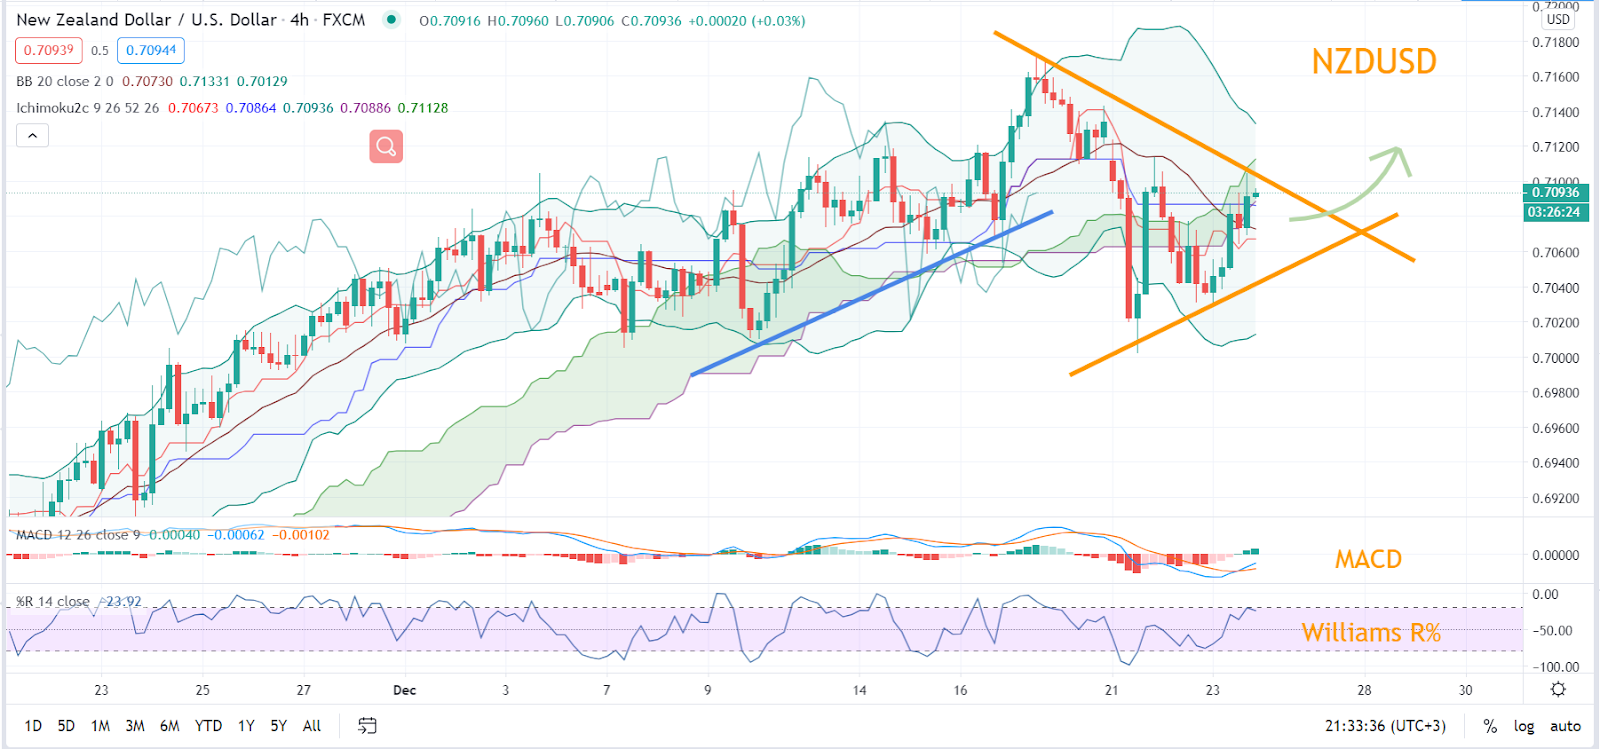 New Zealand Dollar / U.S. Dollar · 4h · FXCM O0.70916 H0.70960 L0.70906 C0.70936 +0.00020 (+0.03%)
0.70939 0.5 0.70944
BB 20 close 2 0 0.70730 0.71331 0.70129
Ichimoku2c 9 26 52 26 0.70673 0.70864 0.70936 0.70886 0.71128
NZDUSD
0.72000
USD
0.71800
0.71600
0.71400
0.71200
0.71000
0.70936
03:26:24
0.70600
0.70400
0.70200
0.70000
0.69800
0.69600
0.69400
0.69200
MACD 12 26 close 9 0.00040 −0.00062 −0.00102
MACD
0.00000
%R 14 close −23.92
Williams R%
0.00
−50.00
−100.00
23 25 27 Dec 3 7 9 14 16 21 23 28 30
1D 5D 1M 3M 6M YTD 1Y 5Y All
21:33:36 (UTC+3) % log auto